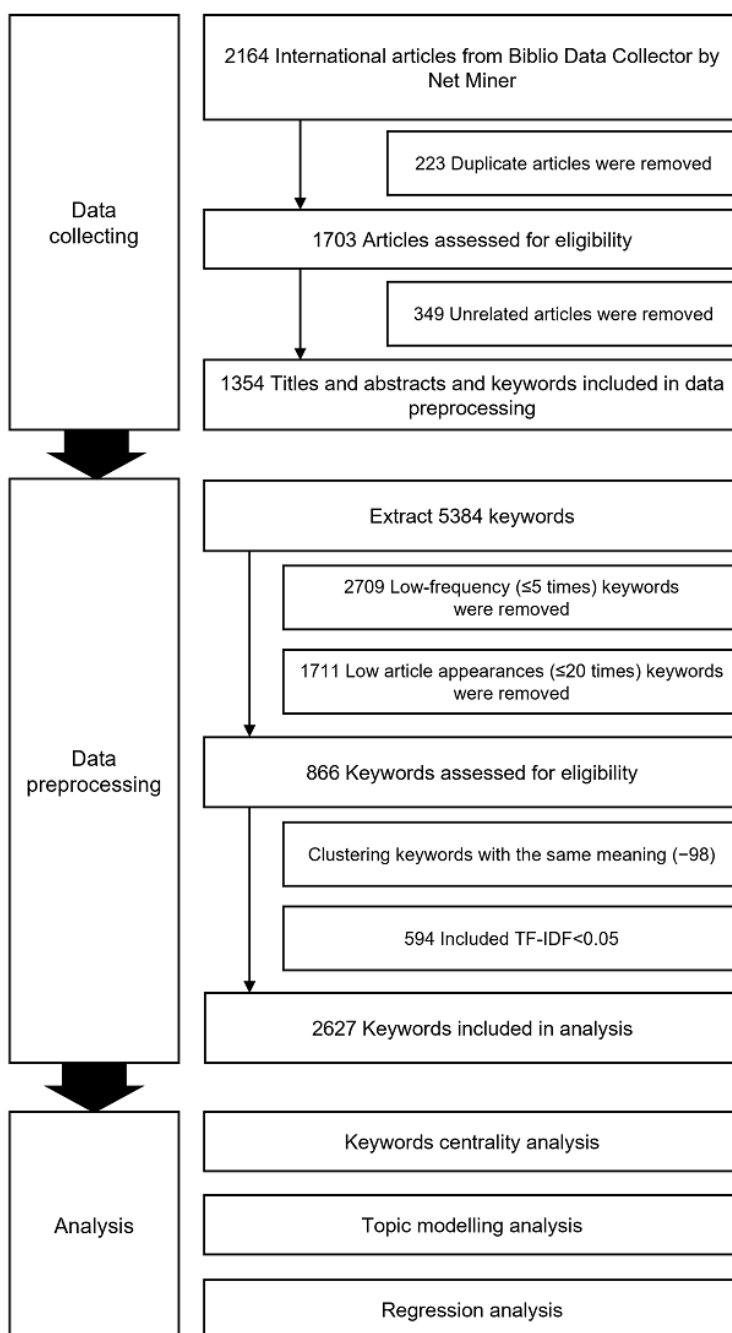 2164 International articles from Biblio Data Collector by
Net Miner
223 Duplicate articles were removed
Data
collecting
1703 Articles assessed for eligibility
349 Unrelated articles were removed
1354 Titles and abstracts and keywords included in data
preprocessing
Extract 5384 keywords
2709 Low-frequency (≤5 times) keywords
were removed
1711 Low article appearances (≤20 times) keywords
were removed
Data
preprocessing
866 Keywords assessed for eligibility
Clustering keywords with the same meaning (−98)
594 Included TF-IDF<0.05
2627 Keywords included in analysis
Keywords centrality analysis
Analysis
Topic modelling analysis
Regression analysis